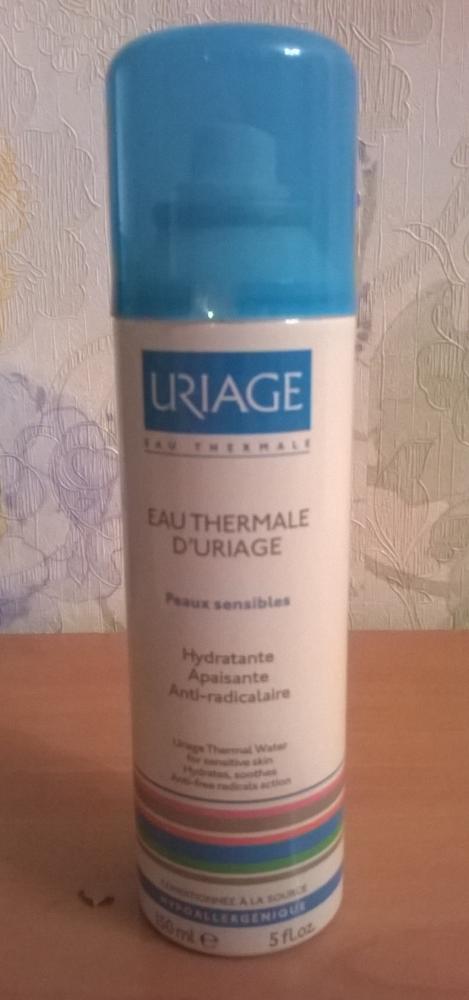 URIAGE
EAU THERMALE
EAU THERMALE
D'URIAGE
Peaux sensibles
Hydratante
Apaisante
Anti-radicalaire
Uriage Thermal Water
for sensitive skin
Hydrates, soothes
Anti-free radicals action
CONDITIONNÉE À LA SOURCE
HYPOALLERGÉNIQUE
150 ml ℮ 5 fl.oz.